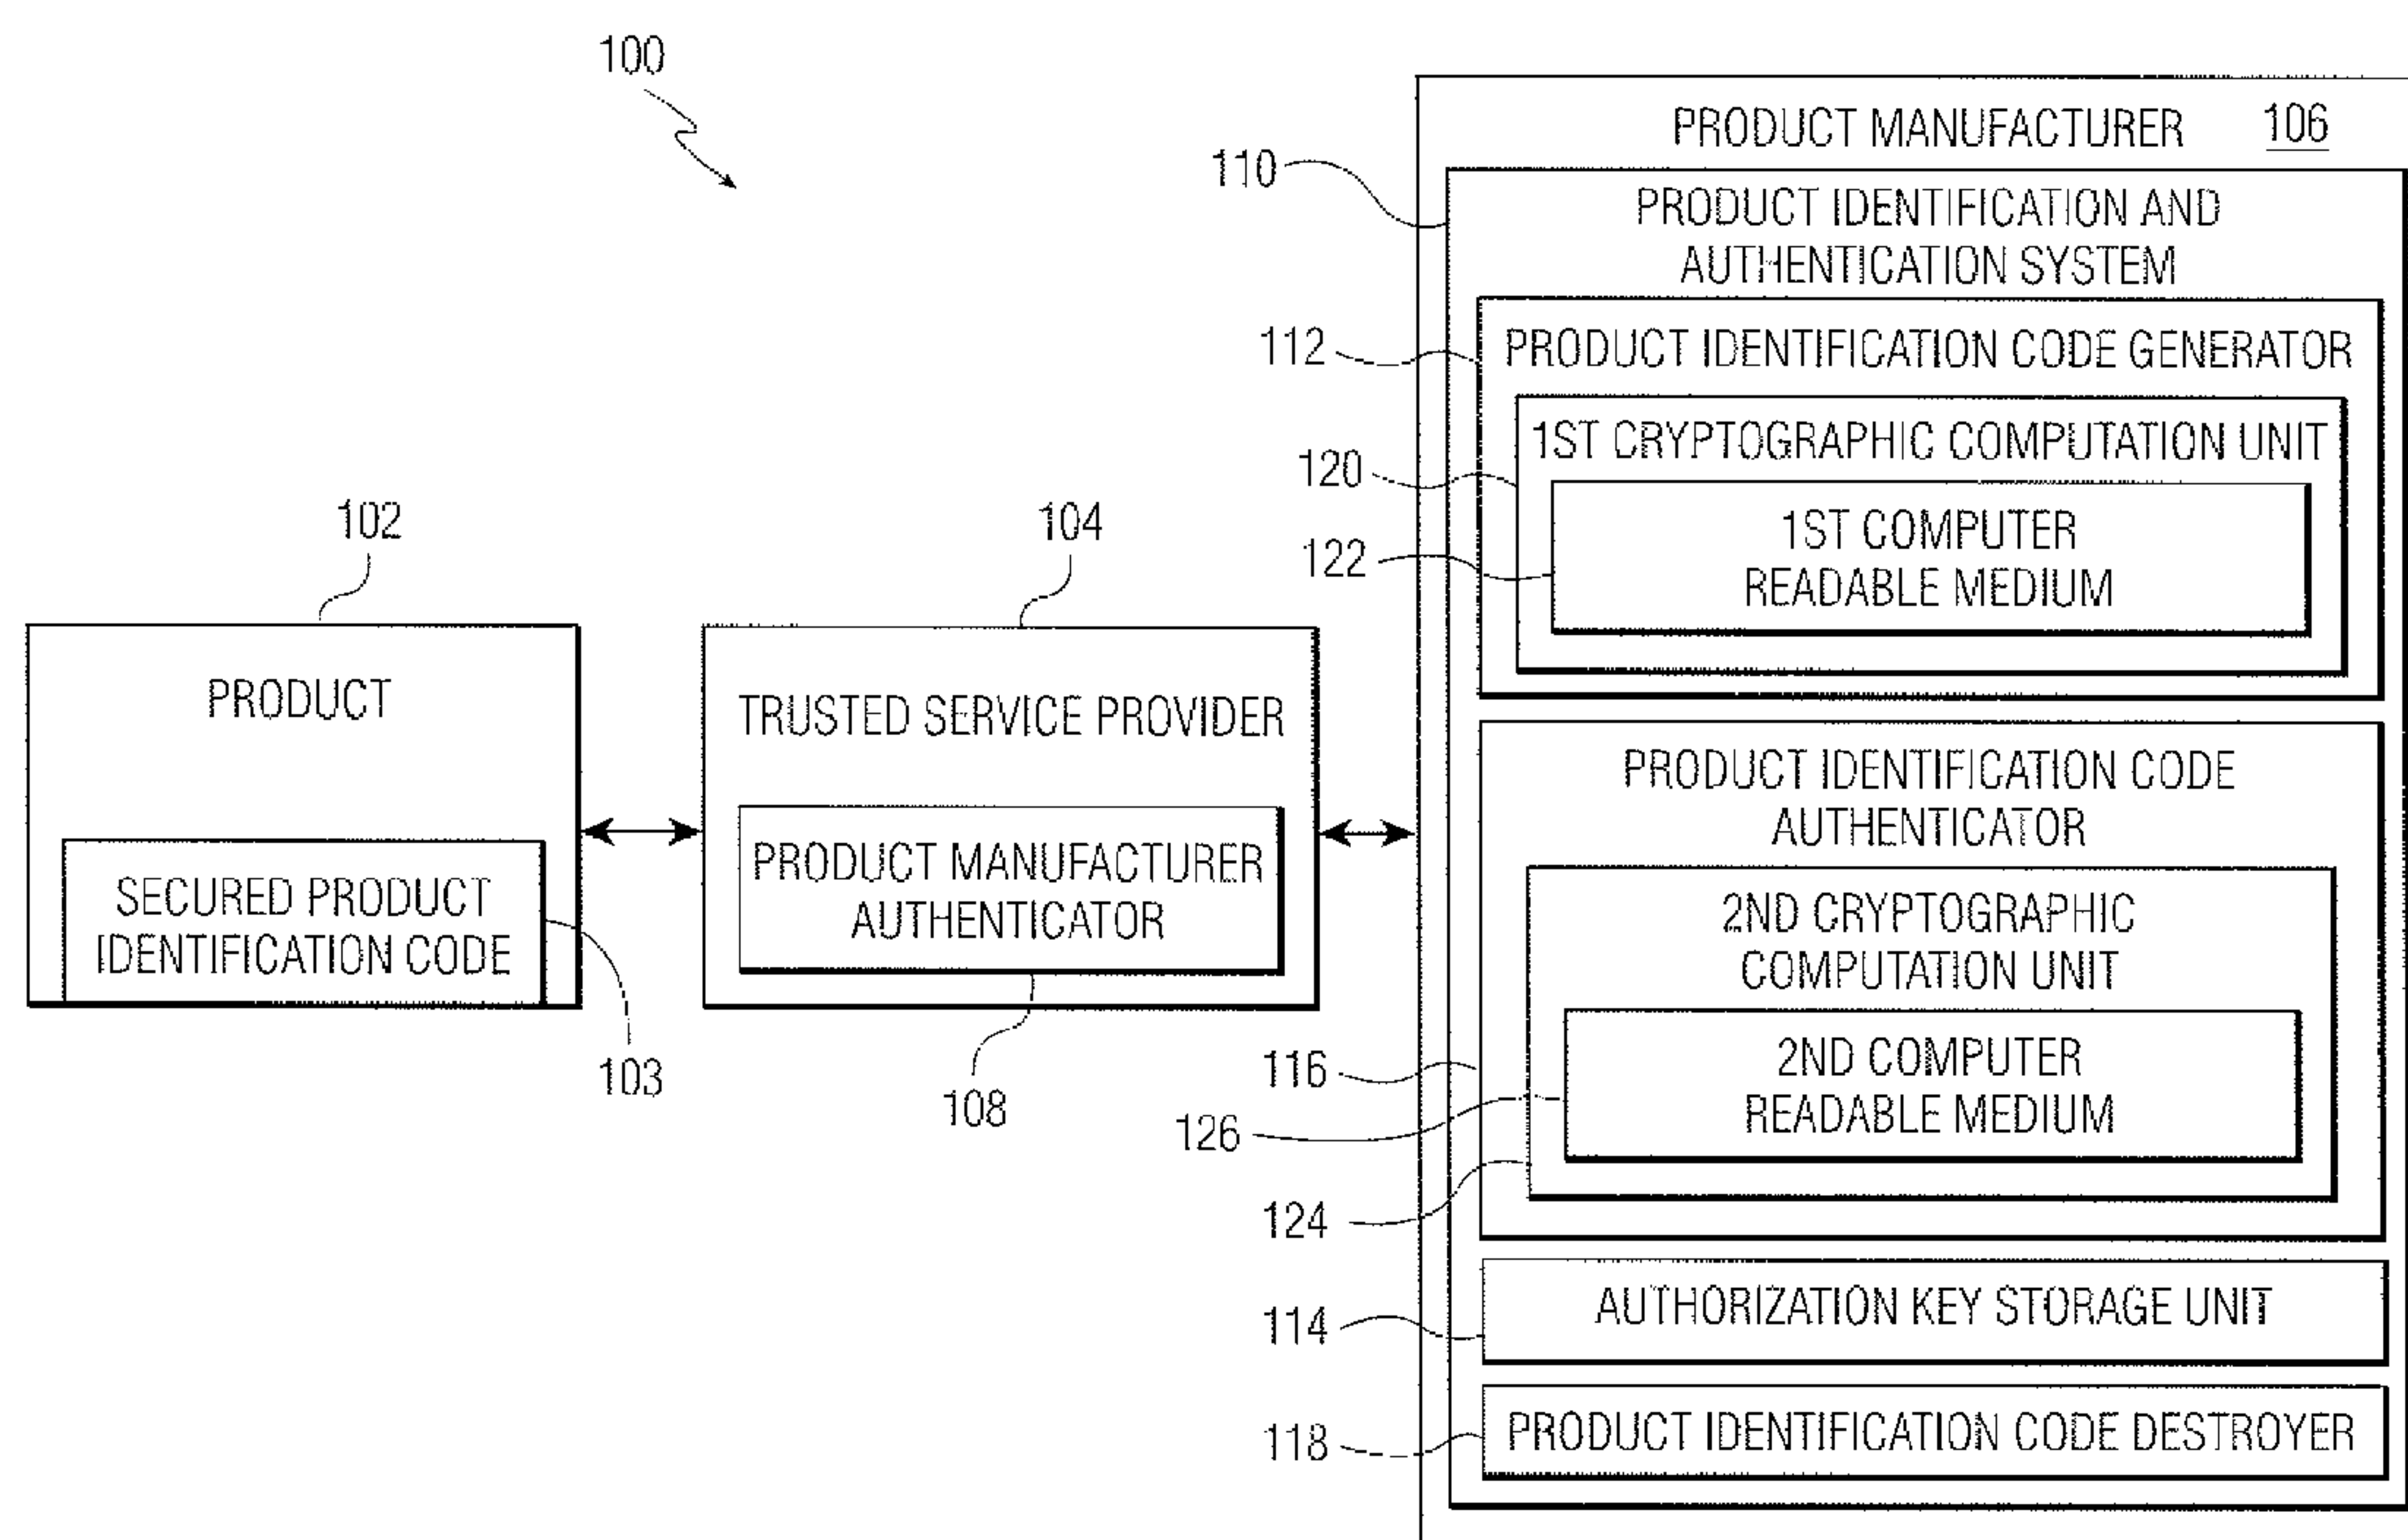 100
PRODUCT MANUFACTURER 106
110
PRODUCT IDENTIFICATION AND
AUTHENTICATION SYSTEM
112
PRODUCT IDENTIFICATION CODE GENERATOR
1ST CRYPTOGRAPHIC COMPUTATION UNIT
120
1ST COMPUTER
READABLE MEDIUM
122
102
PRODUCT
SECURED PRODUCT
IDENTIFICATION CODE
103
104
TRUSTED SERVICE PROVIDER
PRODUCT MANUFACTURER
AUTHENTICATOR
108
PRODUCT IDENTIFICATION CODE
AUTHENTICATOR
2ND CRYPTOGRAPHIC
COMPUTATION UNIT
116
2ND COMPUTER
READABLE MEDIUM
126
124
AUTHORIZATION KEY STORAGE UNIT
114
PRODUCT IDENTIFICATION CODE DESTROYER
118